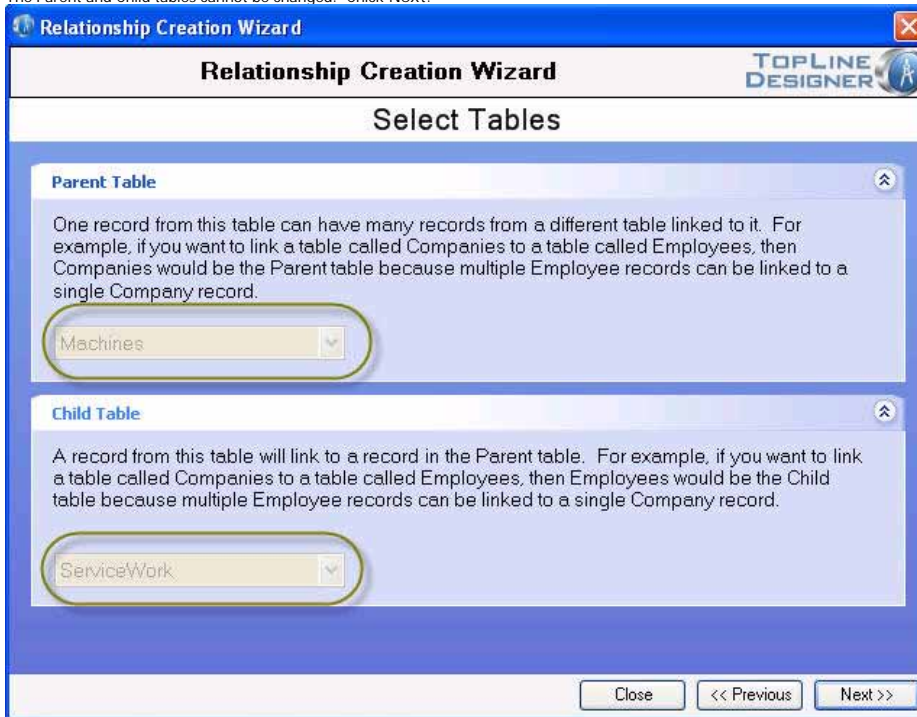 The Parent and Child tables cannot be changed. Click Next.
Relationship Creation Wizard
Relationship Creation Wizard
TOPLINE
DESIGNER
Select Tables
Parent Table
One record from this table can have many records from a different table linked to it. For
example, if you want to link a table called Companies to a table called Employees, then
Companies would be the Parent table because multiple Employee records can be linked to a
single Company record.
Machines
Child Table
A record from this table will link to a record in the Parent table. For example, if you want to link
a table called Companies to a table called Employees, then Employees would be the Child
table because multiple Employee records can be linked to a single Company record.
ServiceWork
Close
<< Previous
Next >>